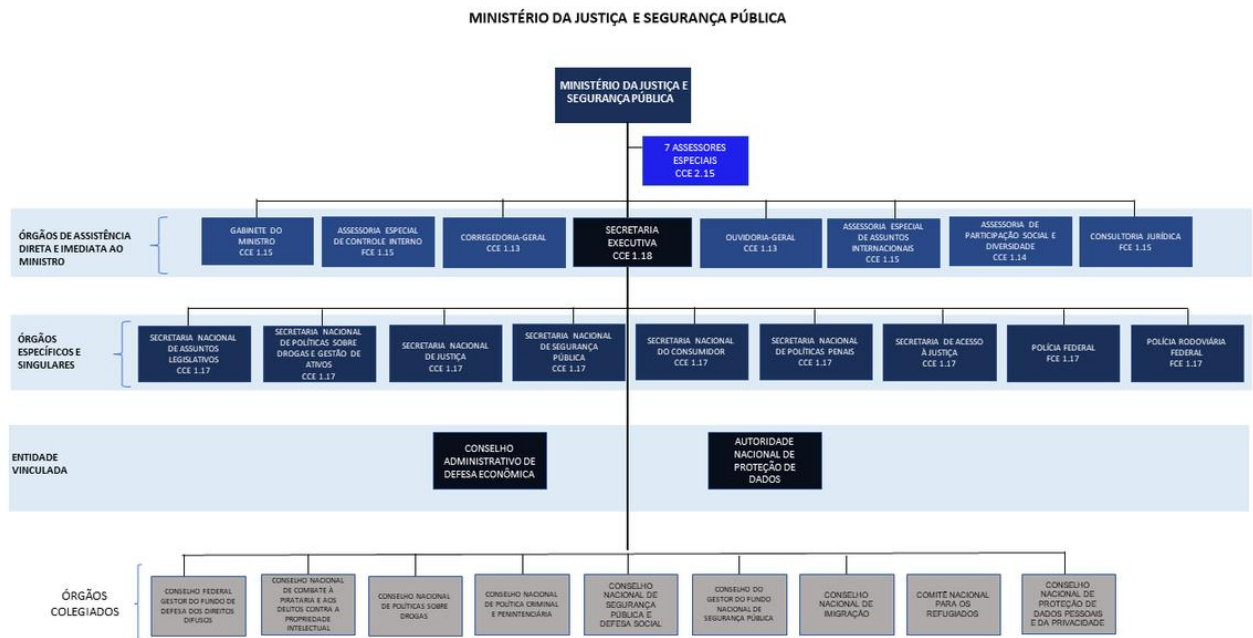 MINISTÉRIO DA JUSTIÇA E SEGURANÇA PÚBLICA
MINISTÉRIO DA JUSTIÇA E
SEGURANÇA PÚBLICA
7 ASSESSORES
ESPECIAIS
CCE 2.15
ÓRGÃOS DE ASSISTÊNCIA
DIRETA E IMEDIATA AO
MINISTRO
GABINETE DO
MINISTRO
CCE 1.15
ASSESSORIA ESPECIAL
DE CONTROLE INTERNO
FCE 1.15
CORREGEDORIA-GERAL
CCE 1.13
SECRETARIA
EXECUTIVA
CCE 1.18
OUVIDORIA-GERAL
CCE 1.13
ASSESSORIA ESPECIAL
DE ASSUNTOS
INTERNACIONAIS
CCE 1.15
ASSESSORIA DE
PARTICIPAÇÃO SOCIAL E
DIVERSIDADE
CCE 1.14
CONSULTORIA JURÍDICA
FCE 1.15
ÓRGÃOS
ESPECÍFICOS E
SINGULARES
SECRETARIA NACIONAL
DE ASSUNTOS
LEGISLATIVOS
CCE 1.17
SECRETARIA NACIONAL
DE POLÍTICAS SOBRE
DROGAS E GESTÃO DE
ATIVOS
CCE 1.17
SECRETARIA NACIONAL
DE JUSTIÇA
CCE 1.17
SECRETARIA NACIONAL
DE SEGURANÇA
PÚBLICA
CCE 1.17
SECRETARIA NACIONAL
DO CONSUMIDOR
CCE 1.17
SECRETARIA NACIONAL
DE POLÍTICAS PENAIS
CCE 1.17
SECRETARIA DE ACESSO
À JUSTIÇA
CCE 1.17
POLÍCIA FEDERAL
FCE 1.17
POLÍCIA RODOVIÁRIA
FEDERAL
FCE 1.17
ENTIDADE
VINCULADA
CONSELHO
ADMINISTRATIVO DE
DEFESA ECONÔMICA
AUTORIDADE
NACIONAL DE
PROTEÇÃO DE
DADOS
ÓRGÃOS
COLEGIADOS
CONSELHO FEDERAL
GESTOR DO FUNDO DE
DEFESA DOS DIREITOS
DIFUSOS
CONSELHO NACIONAL
DE COMBATE À
PIRATARIA E AOS
DELITOS CONTRA A
PROPRIEDADE
INTELECTUAL
CONSELHO NACIONAL
DE POLÍTICAS SOBRE
DROGAS
CONSELHO NACIONAL
DE POLÍTICA CRIMINAL
E PENINTENCIÁRIA
CONSELHO
NACIONAL DE
SEGURANÇA
PÚBLICA E
DEFESA SOCIAL
CONSELHO DO
GESTOR DO FUNDO
NACIONAL DE
SEGURANÇA PÚBLICA
CONSELHO
NACIONAL DE
IMIGRAÇÃO
COMITÊ NACIONAL
PARA OS
REFUGIADOS
CONSELHO
NACIONAL DE
PROTEÇÃO DE
DADOS PESSOAIS
E DA PRIVACIDADE